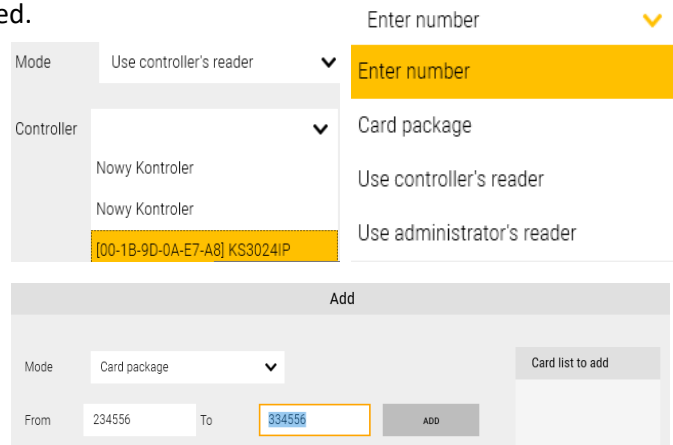 ed.
Mode Use controller's reader
Controller
Nowy Kontroler
Nowy Kontroler
[00-1B-9D-0A-E7-A8] KS3024IP
Enter number
Enter number
Card package
Use controller's reader
Use administrator's reader
Add
Mode Card package Card list to add
From 234556 To 334556 ADD